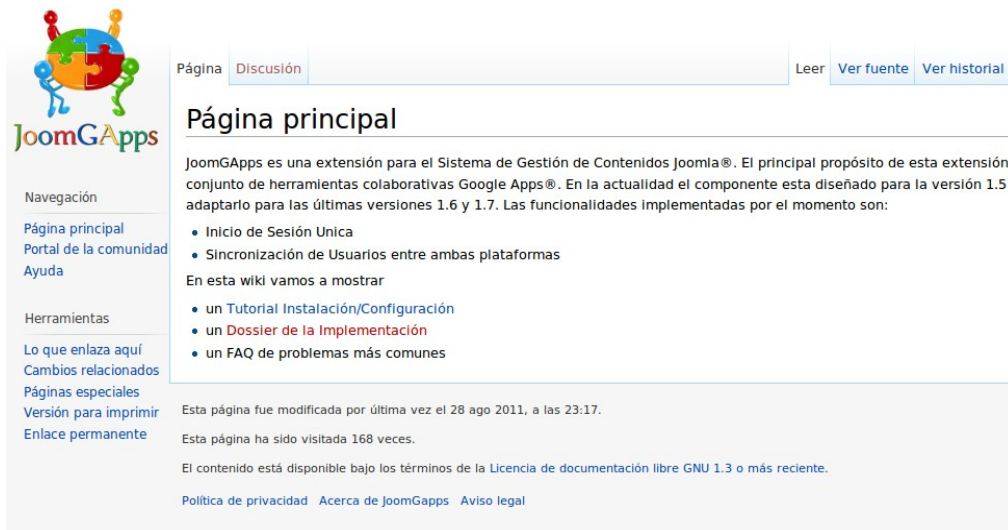 JoomGApps
Página Discusión
Leer Ver fuente Ver historial
Página principal
JoomGApps es una extensión para el Sistema de Gestión de Contenidos Joomla®. El principal propósito de esta extensión
conjunto de herramientas colaborativas Google Apps®. En la actualidad el componente esta diseñado para la versión 1.5
adaptarlo para las últimas versiones 1.6 y 1.7. Las funcionalidades implementadas por el momento son:
Inicio de Sesión Unica
Sincronización de Usuarios entre ambas plataformas
En esta wiki vamos a mostrar
un Tutorial Instalación/Configuración
un Dossier de la Implementación
un FAQ de problemas más comunes
Navegación
Página principal
Portal de la comunidad
Ayuda
Herramientas
Lo que enlaza aquí
Cambios relacionados
Páginas especiales
Versión para imprimir
Enlace permanente
Esta página fue modificada por última vez el 28 ago 2011, a las 23:17.
Esta página ha sido visitada 168 veces.
El contenido está disponible bajo los términos de la Licencia de documentación libre GNU 1.3 o más reciente.
Política de privacidad Acerca de JoomGapps Aviso legal